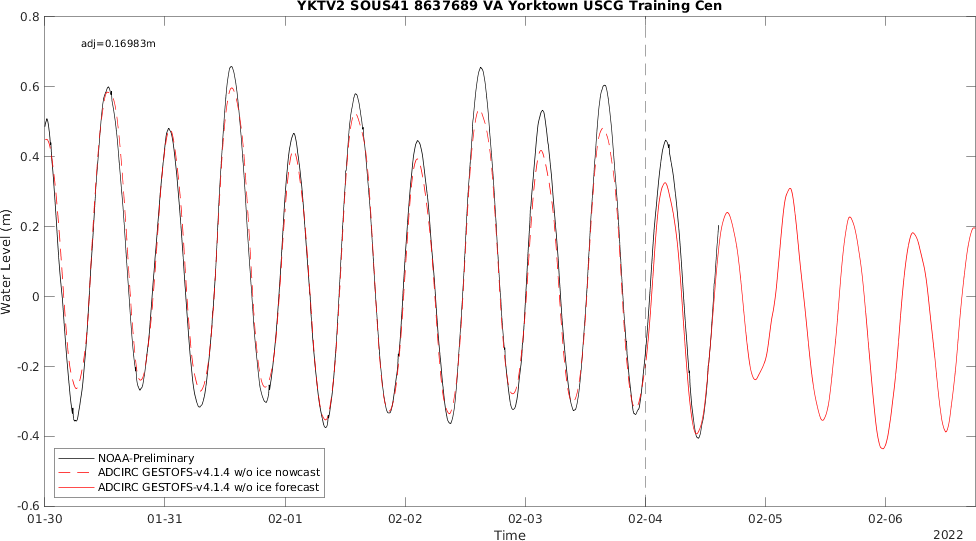 YKTV2 SOUS41 8637689 VA Yorktown USCG Training Cen
adj=0.16983m
0.8
0.6
0.4
0.2
0
-0.2
-0.4
-0.6
Water Level (m)
NOAA-Preliminary
ADCIRC GESTOFS-v4.1.4 w/o ice nowcast
ADCIRC GESTOFS-v4.1.4 w/o ice forecast
01-30 01-31 02-01 02-02 02-03 02-04 02-05 02-06
Time
2022